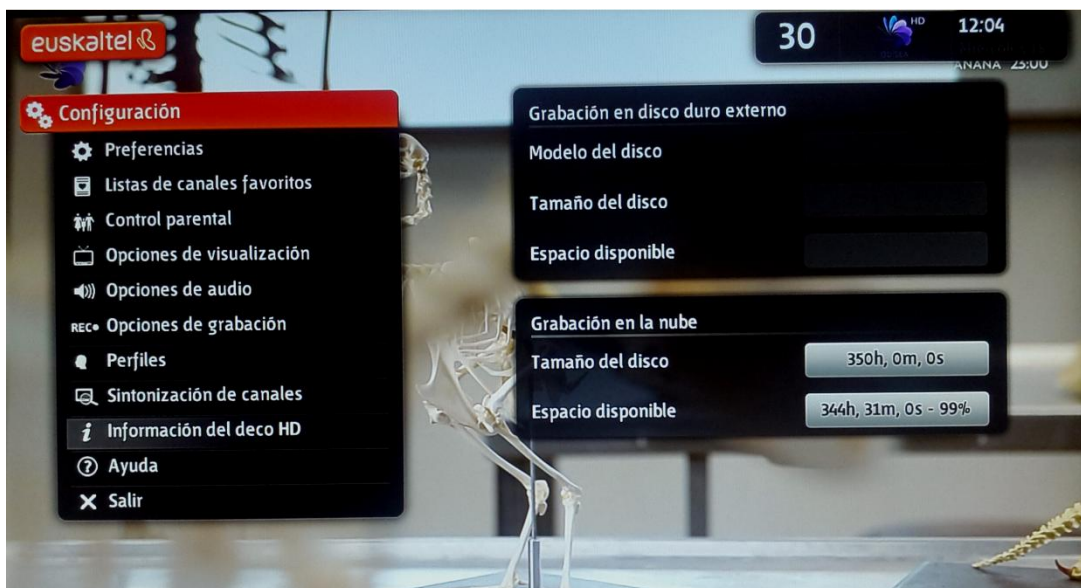 euskaltel
30
HD
12:04
23:00
Configuración
Preferencias
Listas de canales favoritos
Control parental
Opciones de visualización
Opciones de audio
REC● Opciones de grabación
Perfiles
Sintonización de canales
i Información del deco HD
? Ayuda
X Salir
Grabación en disco duro externo
Modelo del disco
Tamaño del disco
Espacio disponible
Grabación en la nube
Tamaño del disco
350h, 0m, 0s
Espacio disponible
344h, 31m, 0s - 99%